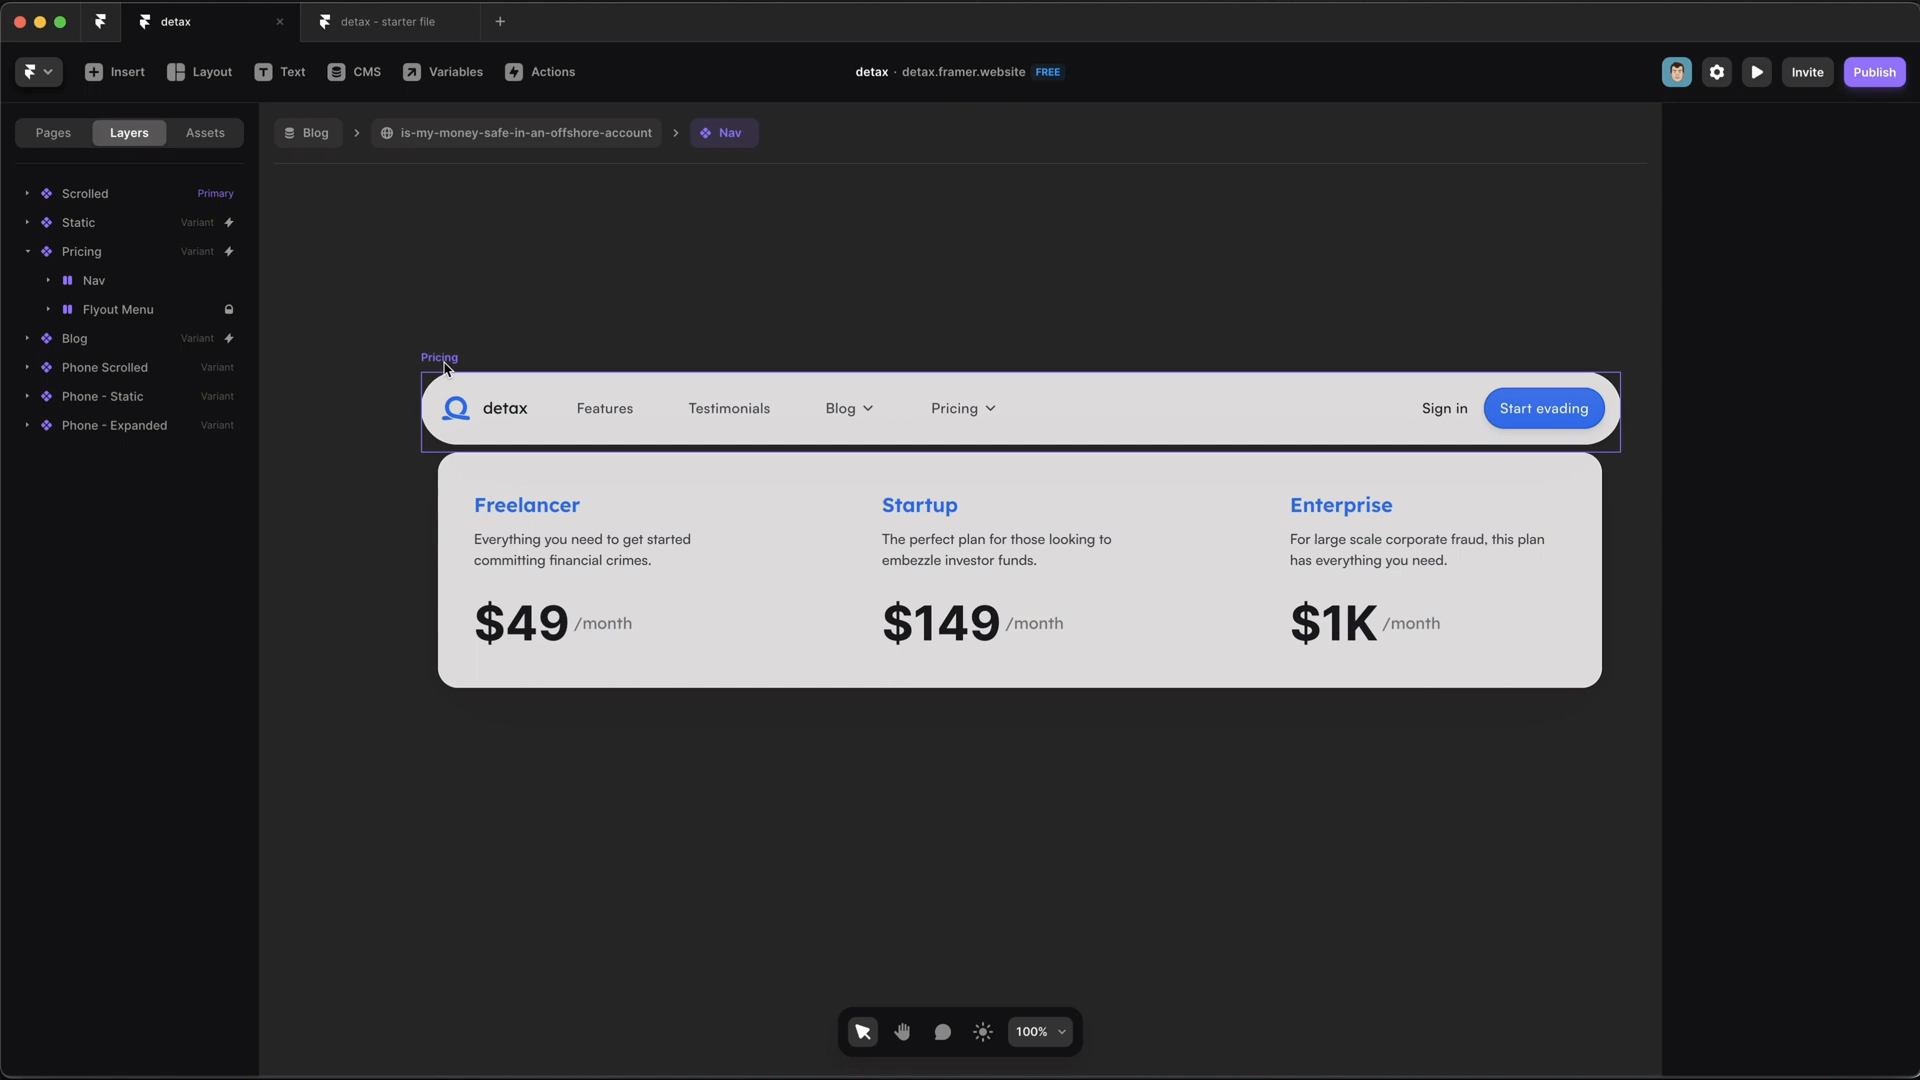 detax
detax - starter file
Insert
Layout
Text
CMS
Variables
Actions
detax · detax.framer.website FREE
Invite
Publish
Pages
Layers
Assets
Blog
is-my-money-safe-in-an-offshore-account
Nav
Scrolled Primary
Static Variant
Pricing Variant
Nav
Flyout Menu
Blog Variant
Phone Scrolled Variant
Phone - Static Variant
Phone - Expanded Variant
Pricing
detax
Features
Testimonials
Blog
Pricing
Sign in
Start evading
Freelancer
Everything you need to get started
committing financial crimes.
$49 /month
Startup
The perfect plan for those looking to
embezzle investor funds.
$149 /month
Enterprise
For large scale corporate fraud, this plan
has everything you need.
$1K /month
100%